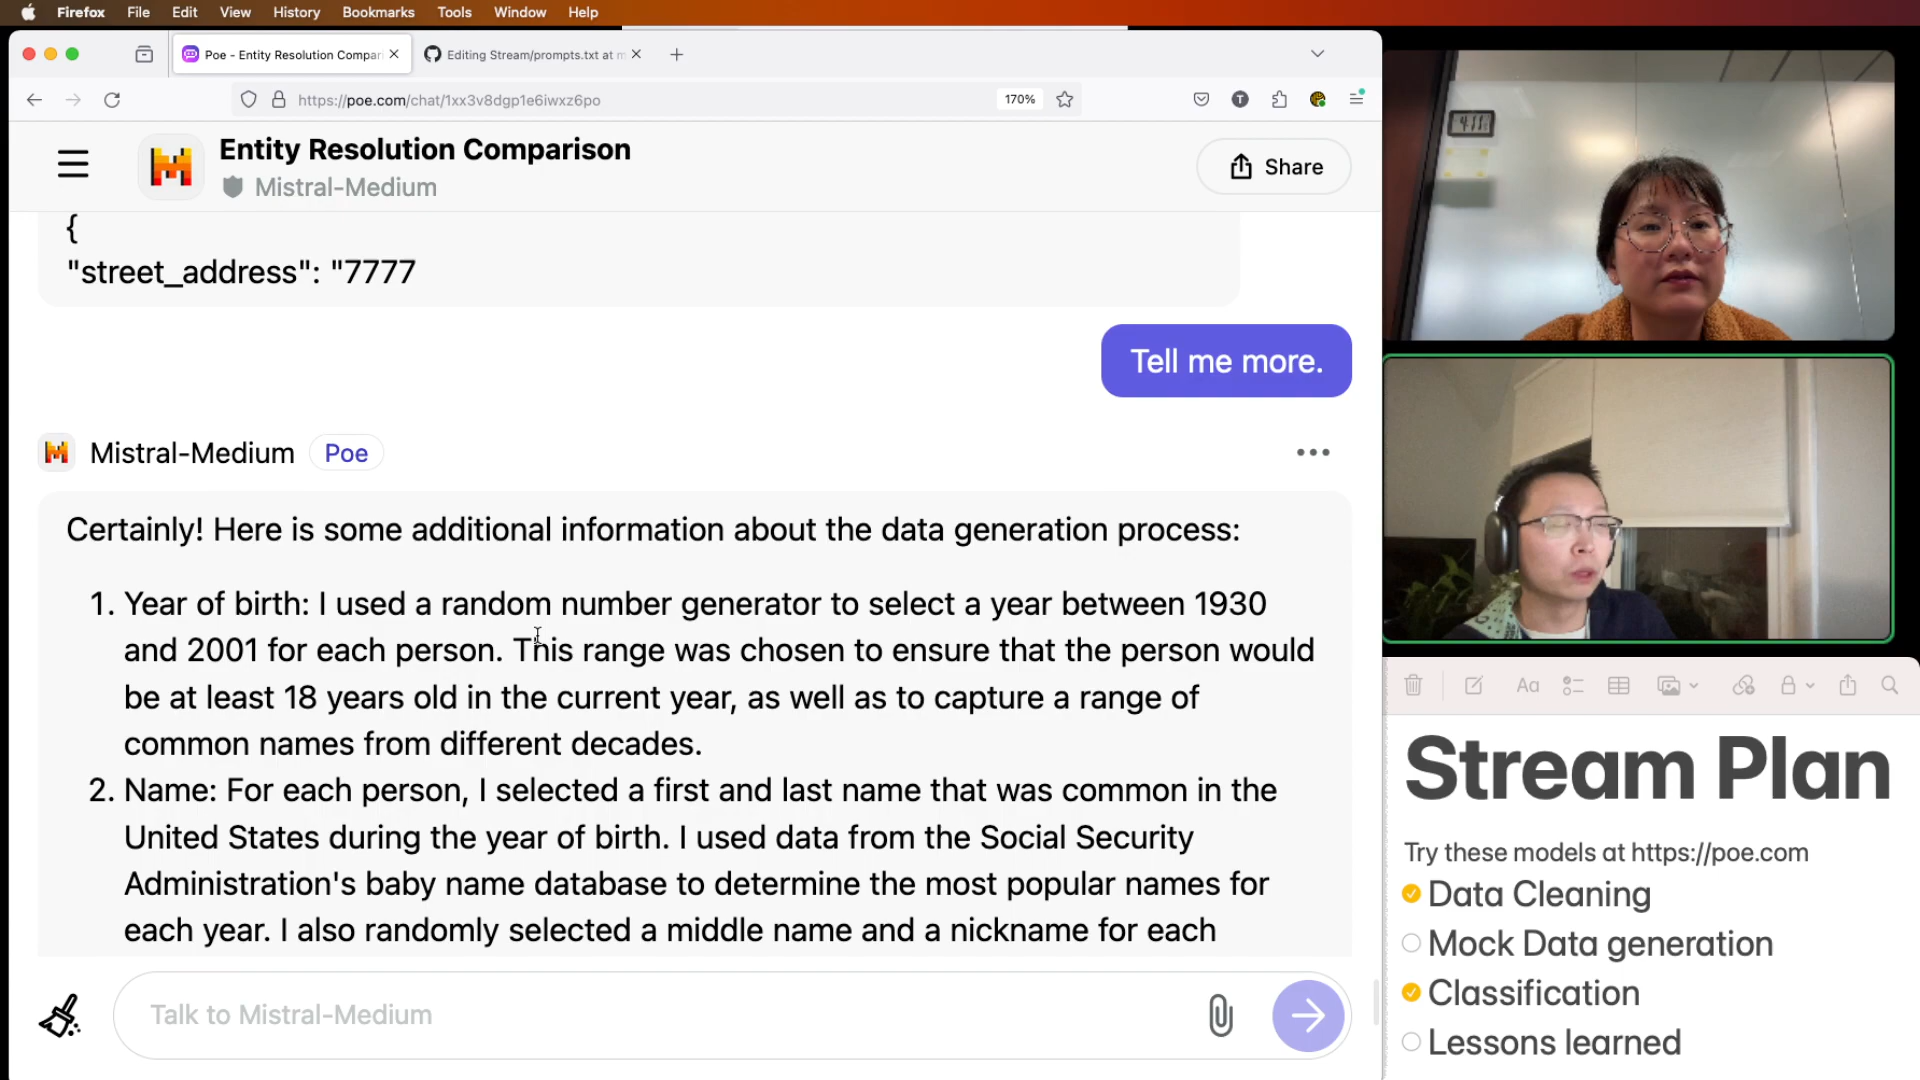 Firefox File Edit View History Bookmarks Tools Window Help
Poe - Entity Resolution Compari
Editing Stream/prompts.txt at m
https://poe.com/chat/1xx3v8dgp1e6iwxz6po
170%
T
Entity Resolution Comparison
Mistral-Medium
Share
{
"street_address": "7777
Tell me more.
Mistral-Medium Poe
Certainly! Here is some additional information about the data generation process:
1. Year of birth: I used a random number generator to select a year between 1930
and 2001 for each person. This range was chosen to ensure that the person would
be at least 18 years old in the current year, as well as to capture a range of
common names from different decades.
2. Name: For each person, I selected a first and last name that was common in the
United States during the year of birth. I used data from the Social Security
Administration's baby name database to determine the most popular names for
each year. I also randomly selected a middle name and a nickname for each
Talk to Mistral-Medium
Aa
Stream Plan
Try these models at https://poe.com
Data Cleaning
Mock Data generation
Classification
Lessons learned